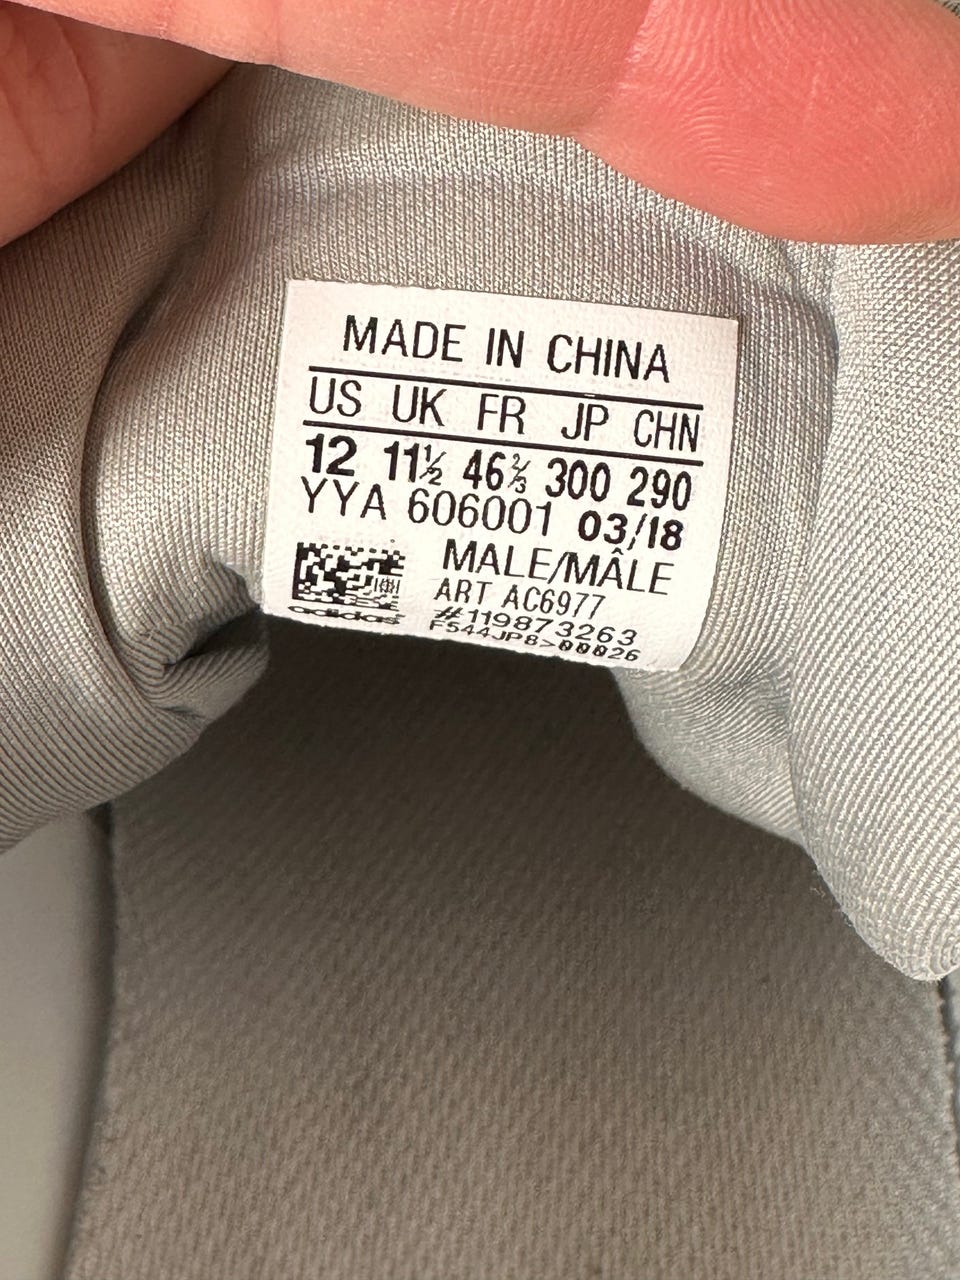 MADE IN CHINA
US UK FR JP CHN
12 11½ 46⅔ 300 290
YYA 606001 03/18
MALE/MÂLE
ART AC6977
#119873263
adidas F544JP8>00026